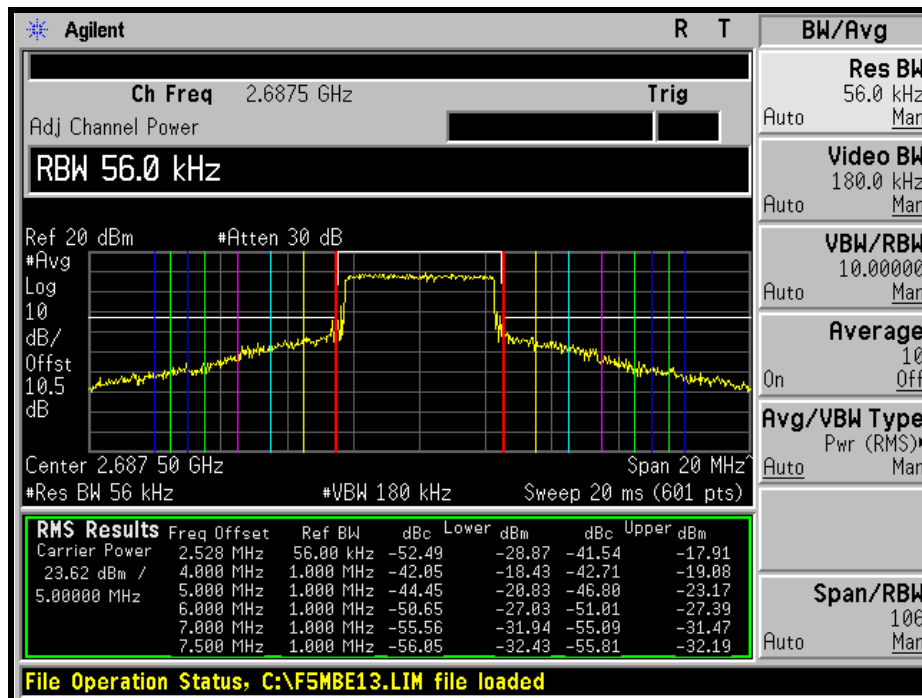 Agilent R T
Ch Freq 2.6875 GHz Trig
Adj Channel Power
RBW 56.0 kHz
Ref 20 dBm #Atten 30 dB
#Avg
Log
10
dB/
Offst
10.5
dB
Center 2.687 50 GHz Span 20 MHz^
#Res BW 56 kHz #VBW 180 kHz Sweep 20 ms (601 pts)
RMS Results Freq Offset Ref BW dBc Lower dBm dBc Upper dBm
Carrier Power 2.528 MHz 56.00 kHz -52.49 -28.87 -41.54 -17.91
23.62 dBm / 4.000 MHz 1.000 MHz -42.05 -18.43 -42.71 -19.08
5.00000 MHz 5.000 MHz 1.000 MHz -44.45 -20.83 -46.80 -23.17
6.000 MHz 1.000 MHz -50.65 -27.03 -51.01 -27.39
7.000 MHz 1.000 MHz -55.56 -31.94 -55.09 -31.47
7.500 MHz 1.000 MHz -56.05 -32.43 -55.81 -32.19
File Operation Status, C:\F5MBE13.LIM file loaded
BW/Avg
Res BW
56.0 kHz
Auto Man
Video BW
180.0 kHz
Auto Man
VBW/RBW
10.00000
Auto Man
Average
10
On Off
Avg/VBW Type
Pwr (RMS)
Auto Man
Span/RBW
106
Auto Man